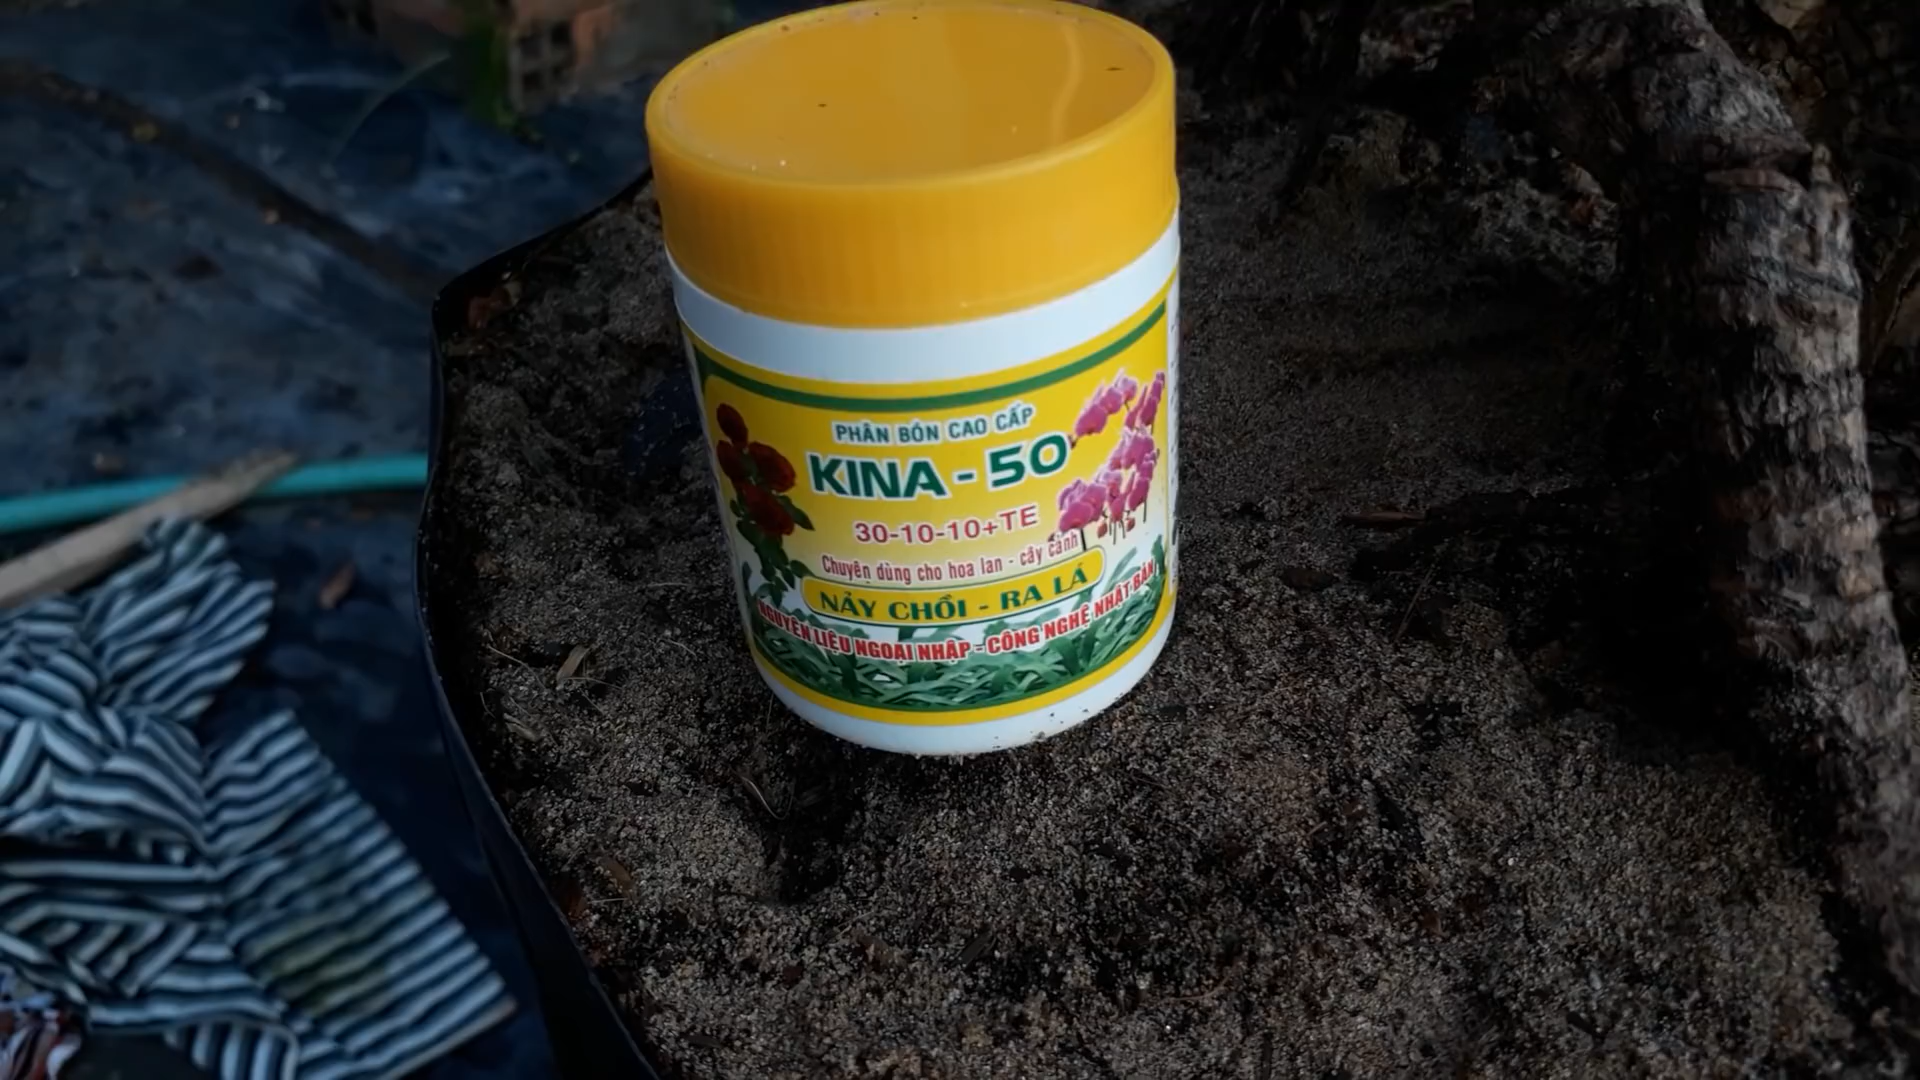 PHÂN BÓN CAO CẤP
KINA - 50
30-10-10+TE
Chuyên dùng cho hoa lan - cây cảnh
NẢY CHỒI - RA LÁ
NGUYÊN LIỆU NGOẠI NHẬP - CÔNG NGHỆ NHẬT BẢN